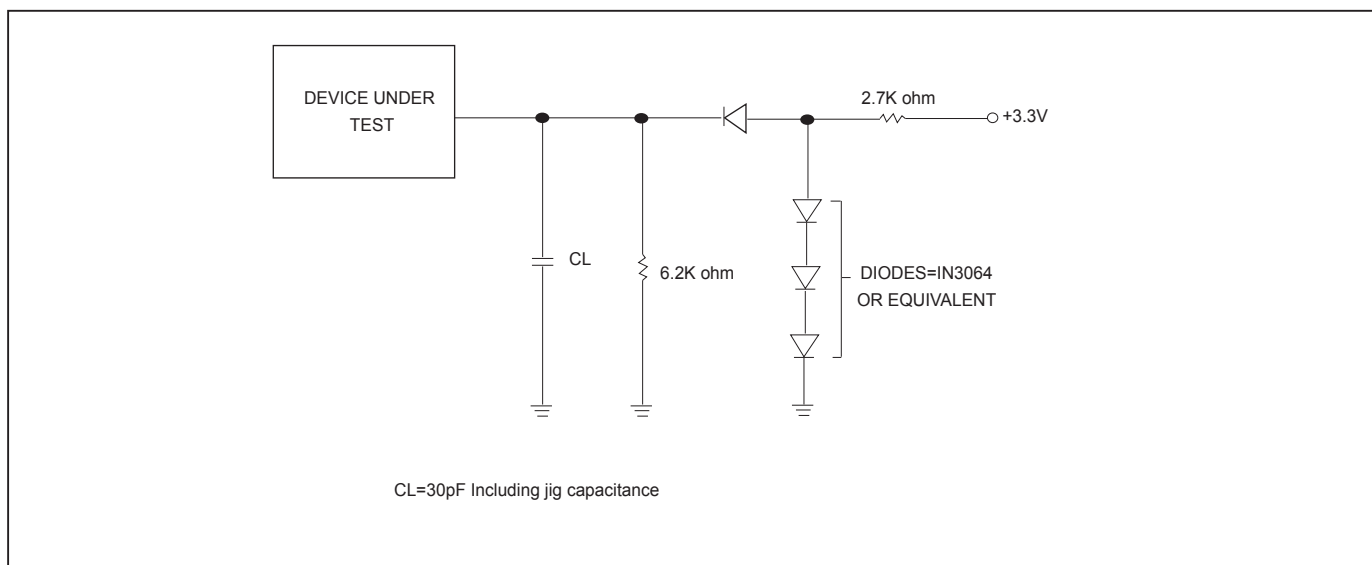 DEVICE UNDER
TEST
2.7K ohm
+3.3V
CL
6.2K ohm
DIODES=IN3064
OR EQUIVALENT
CL=30pF Including jig capacitance